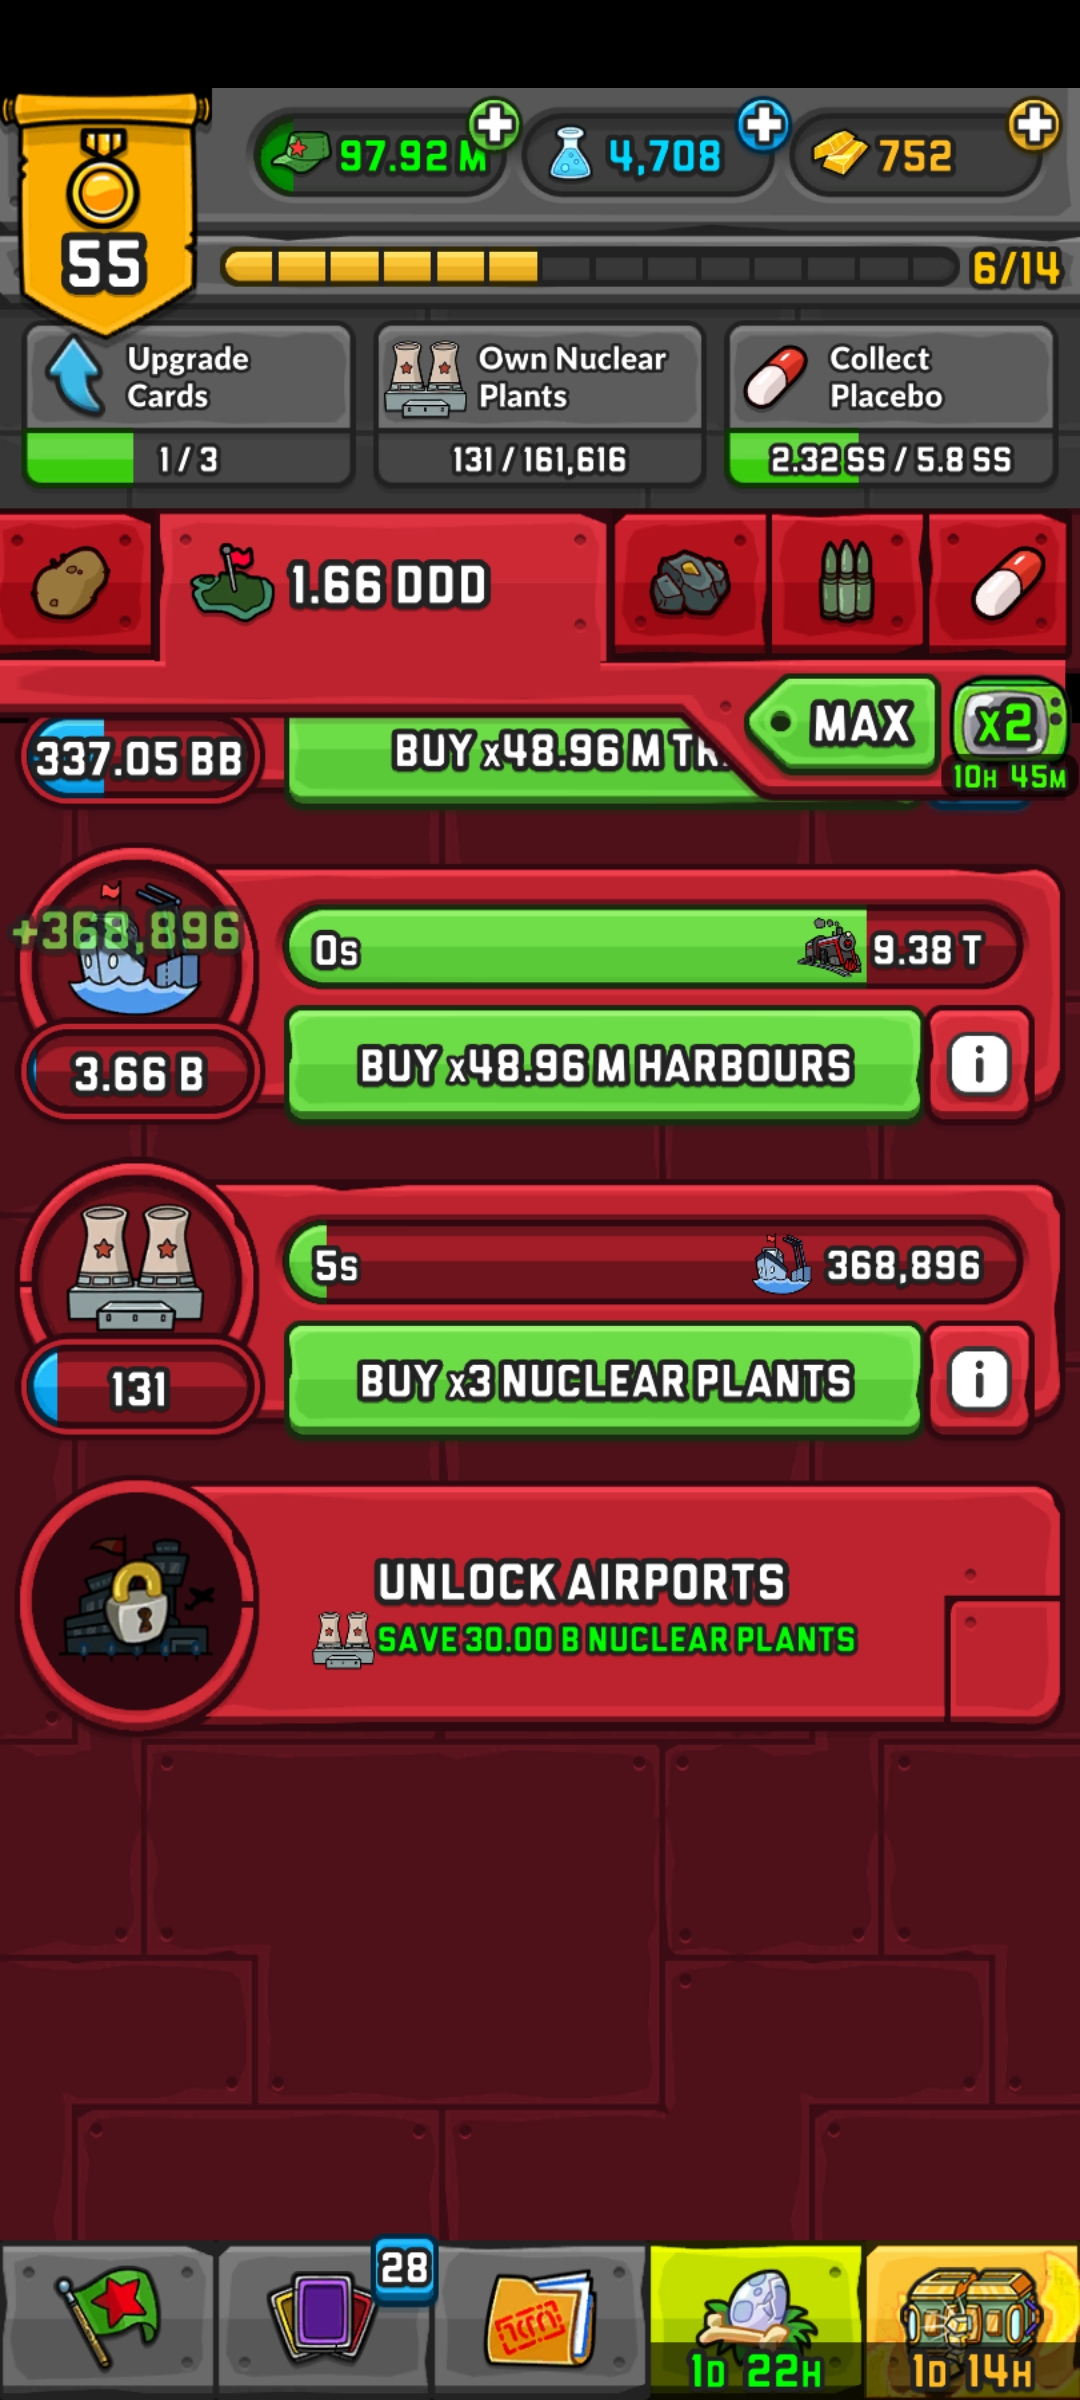 97.92 M
4,708
752
55
6/14
Upgrade
Cards
1 / 3
Own Nuclear
Plants
131 / 161,616
Collect
Placebo
2.32 SS / 5.8 SS
1.66 DDD
MAX
x2
10H 45M
337.05 BB
BUY x48.96 M TR
+368,896
0s
9.38 T
3.66 B
BUY x48.96 M HARBOURS
i
5s
368,896
131
BUY x3 NUCLEAR PLANTS
i
UNLOCK AIRPORTS
SAVE 30.00 B NUCLEAR PLANTS
28
1D 22H
1D 14H